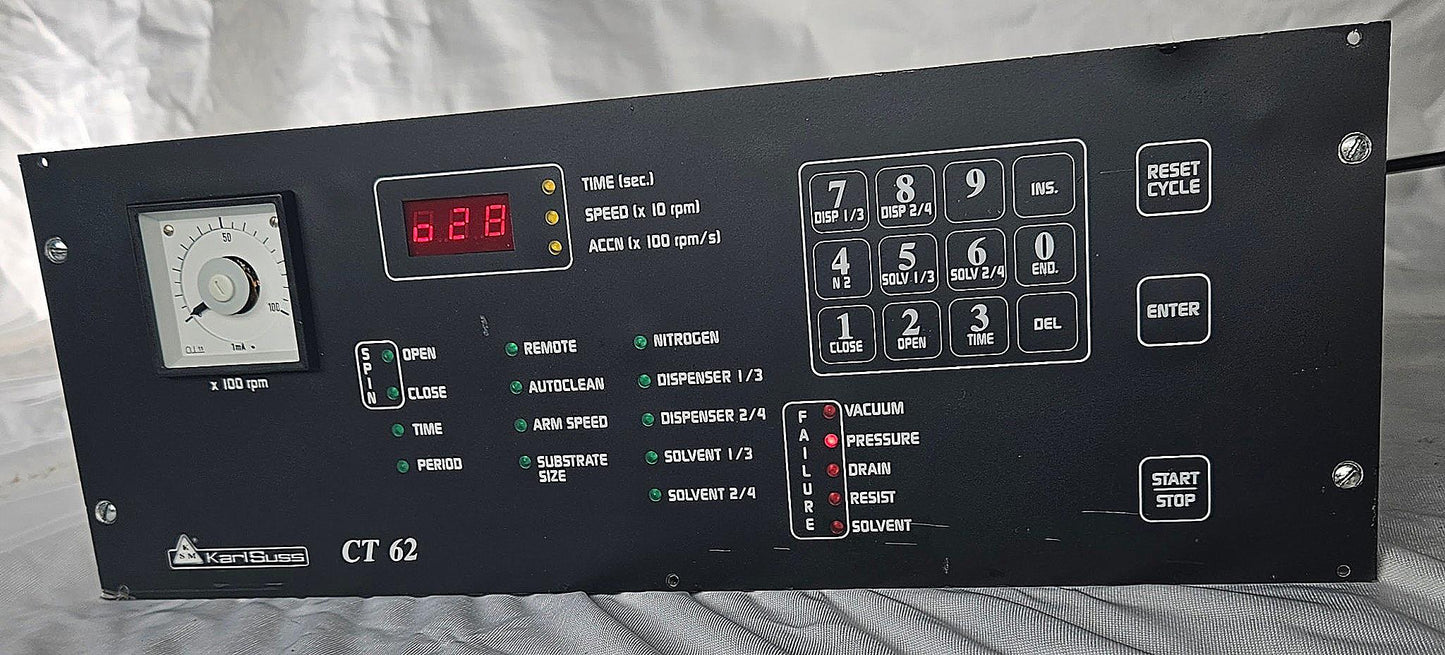 50
100
1mA
x 100 rpm
628
TIME (sec.)
SPEED (x 10 rpm)
ACCN (x 100 rpm/s)
SPIN
OPEN
CLOSE
TIME
PERIOD
REMOTE
AUTOCLEAN
ARM SPEED
SUBSTRATE
SIZE
NITROGEN
DISPENSER 1/3
DISPENSER 2/4
SOLVENT 1/3
SOLVENT 2/4
7
DISP 1/3
8
DISP 2/4
9
INS.
4
N 2
5
SOLV 1/3
6
SOLV 2/4
0
END.
1
CLOSE
2
OPEN
3
TIME
DEL
FAILURE
VACUUM
PRESSURE
DRAIN
RESIST
SOLVENT
RESET
CYCLE
ENTER
START
STOP
K
S M
KarlSuss
CT 62